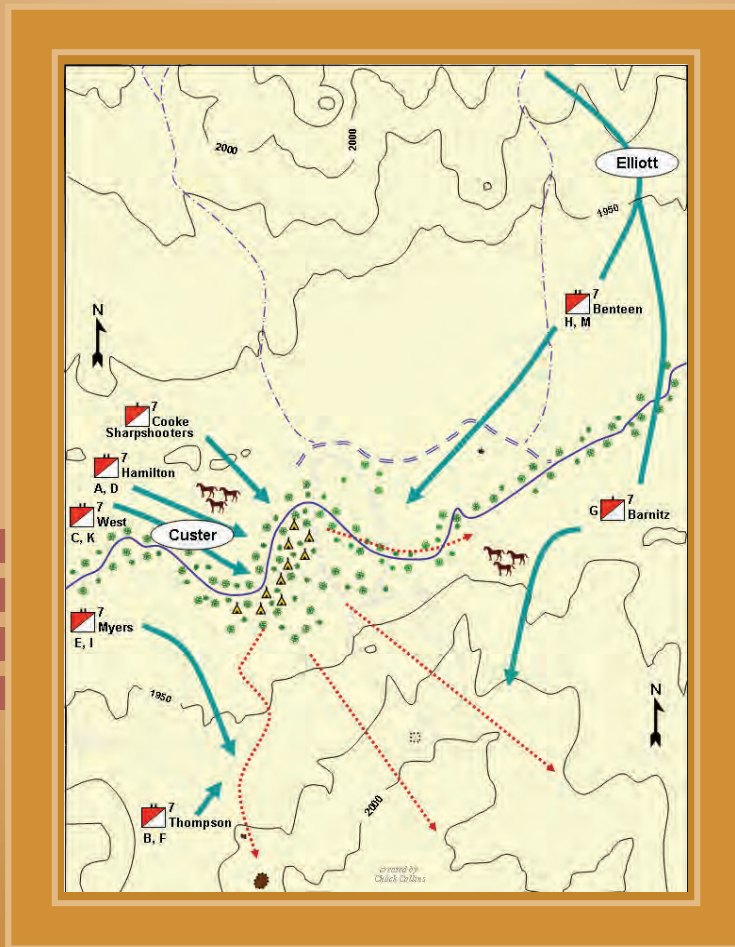 2000
2000
Elliott
1950
N
7
Benteen
H, M
7
Cooke
Sharpshooters
7
Hamilton
A, D
7
West
C, K
Custer
G
7
Barnitz
7
Myers
E, I
1950
N
2000
7
Thompson
B, F
created by